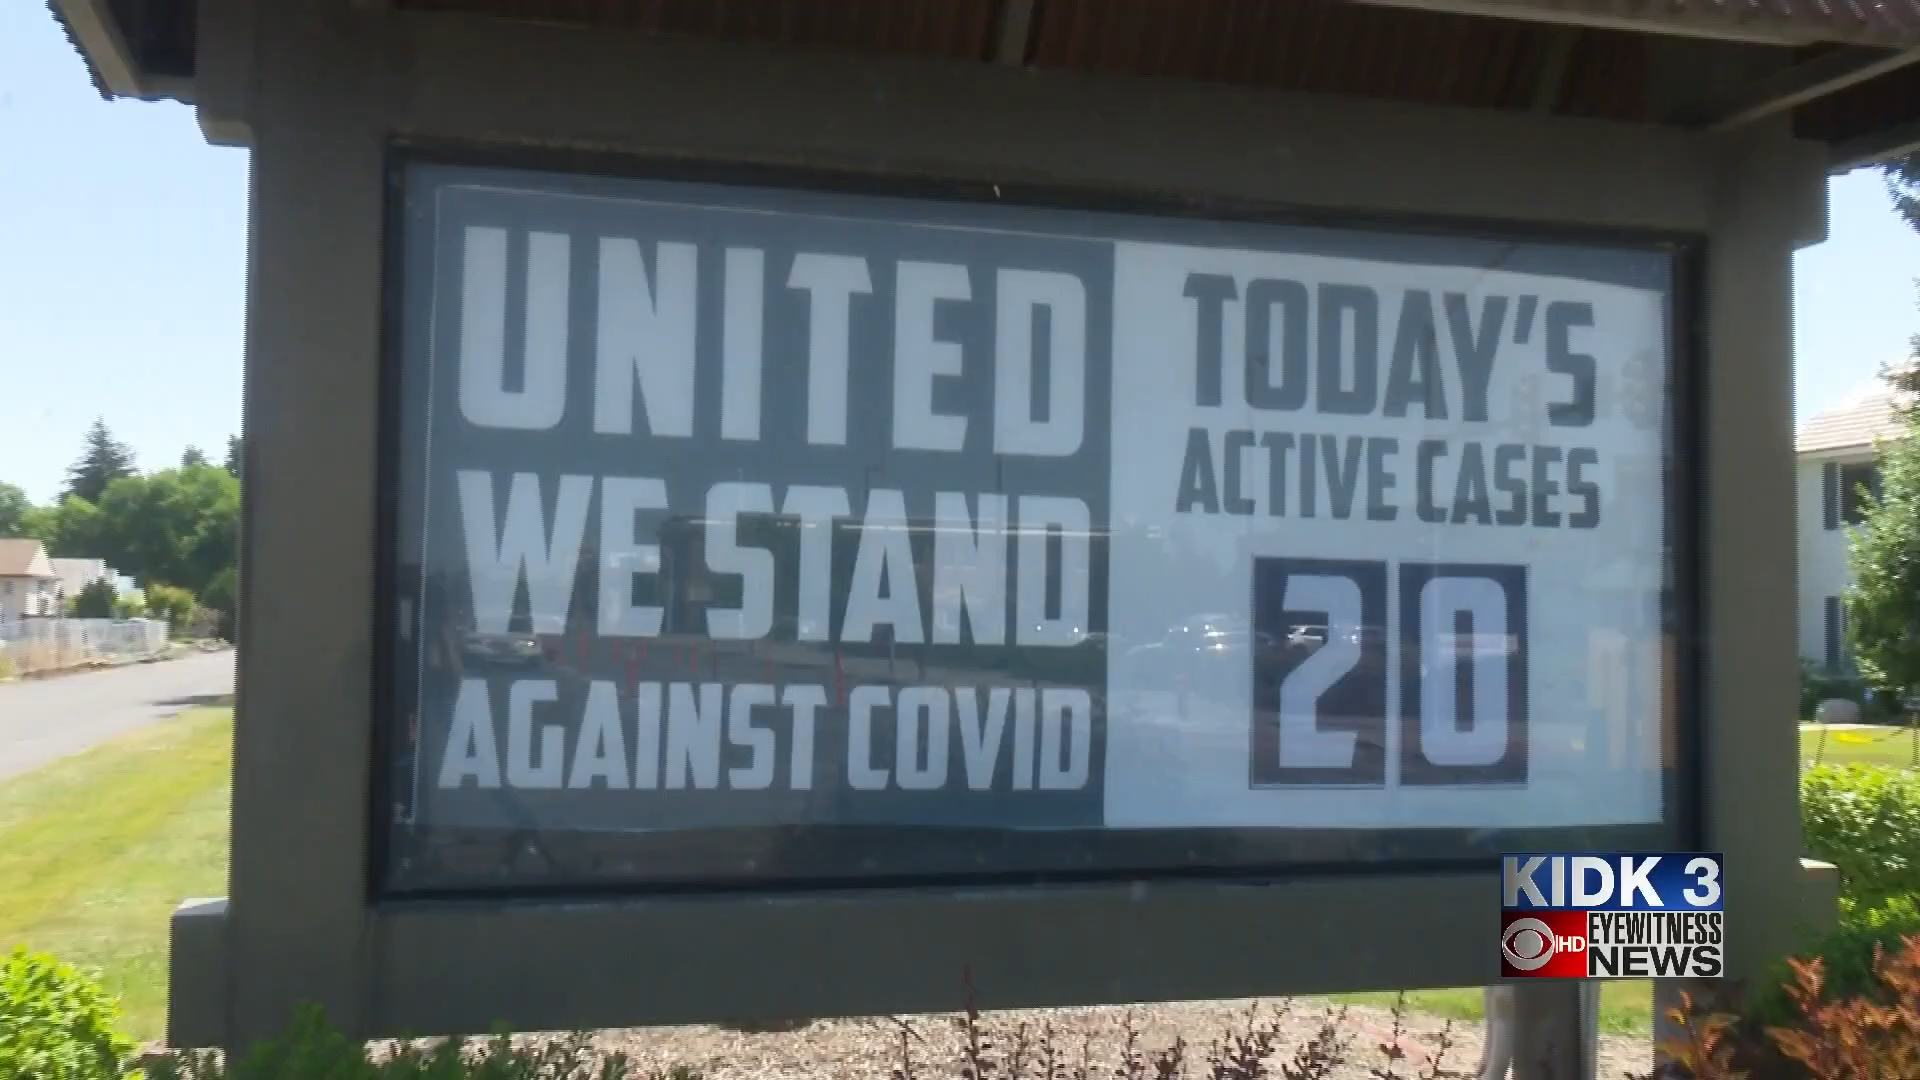 UNITED
WE STAND
AGAINST COVID
TODAY'S
ACTIVE CASES
20
KIDK 3
HD EYEWITNESS
NEWS